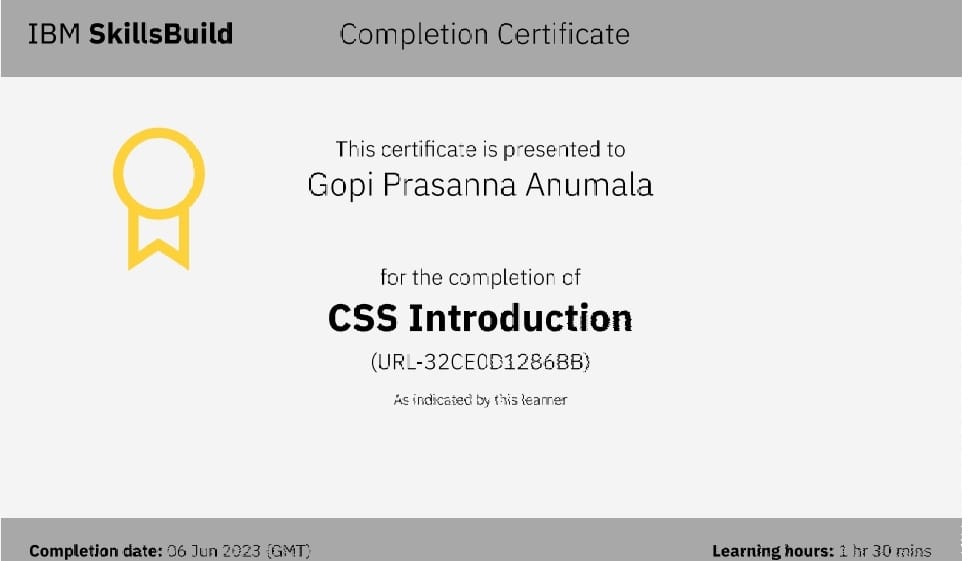 IBM SkillsBuild
Completion Certificate
This certificate is presented to
Gopi Prasanna Anumala
for the completion of
CSS Introduction
(URL-32CE0D1286BB)
As indicated by this learner
Completion date: 06 Jun 2023 (GMT)
Learning hours: 1 hr 30 mins